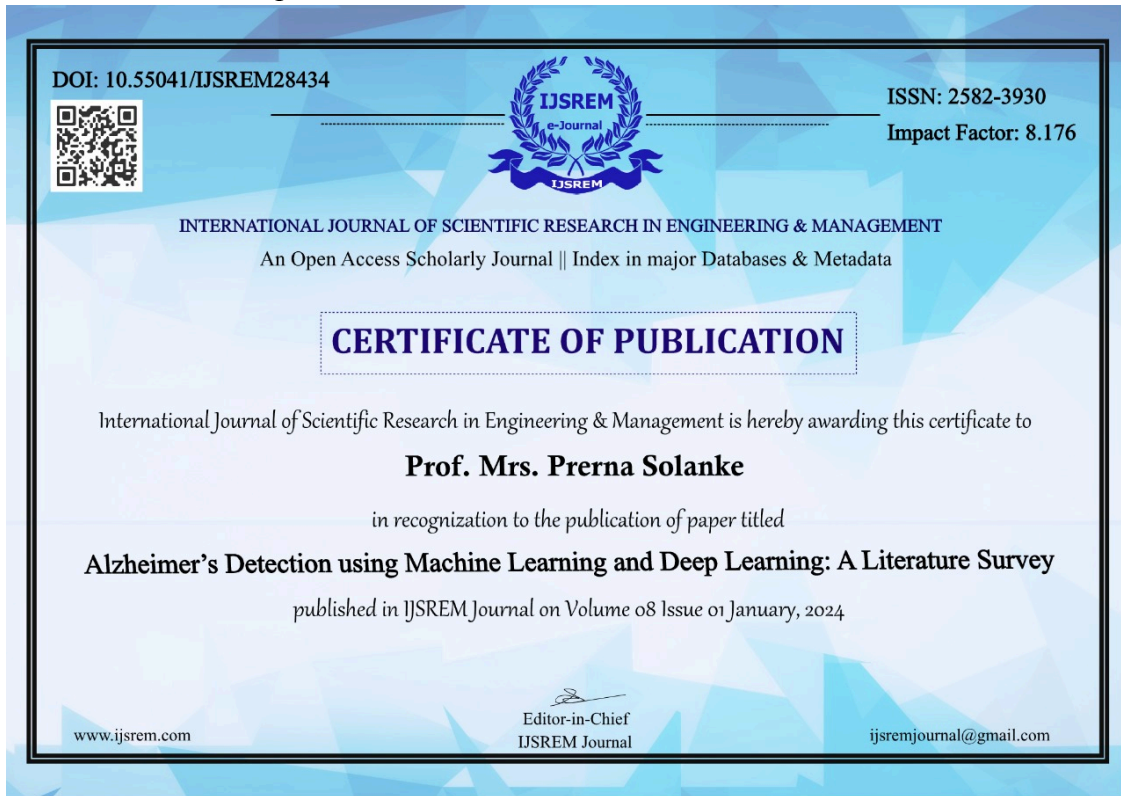 DOI: 10.55041/IJSREM28434
IJSREM
e-Journal
IJSREM
ISSN: 2582-3930
Impact Factor: 8.176
INTERNATIONAL JOURNAL OF SCIENTIFIC RESEARCH IN ENGINEERING & MANAGEMENT
An Open Access Scholarly Journal || Index in major Databases & Metadata
CERTIFICATE OF PUBLICATION
International Journal of Scientific Research in Engineering & Management is hereby awarding this certificate to
Prof. Mrs. Prerna Solanke
in recognization to the publication of paper titled
Alzheimer’s Detection using Machine Learning and Deep Learning: A Literature Survey
published in IJSREM Journal on Volume 08 Issue 01 January, 2024
www.ijsrem.com
Editor-in-Chief
IJSREM Journal
ijsremjournal@gmail.com